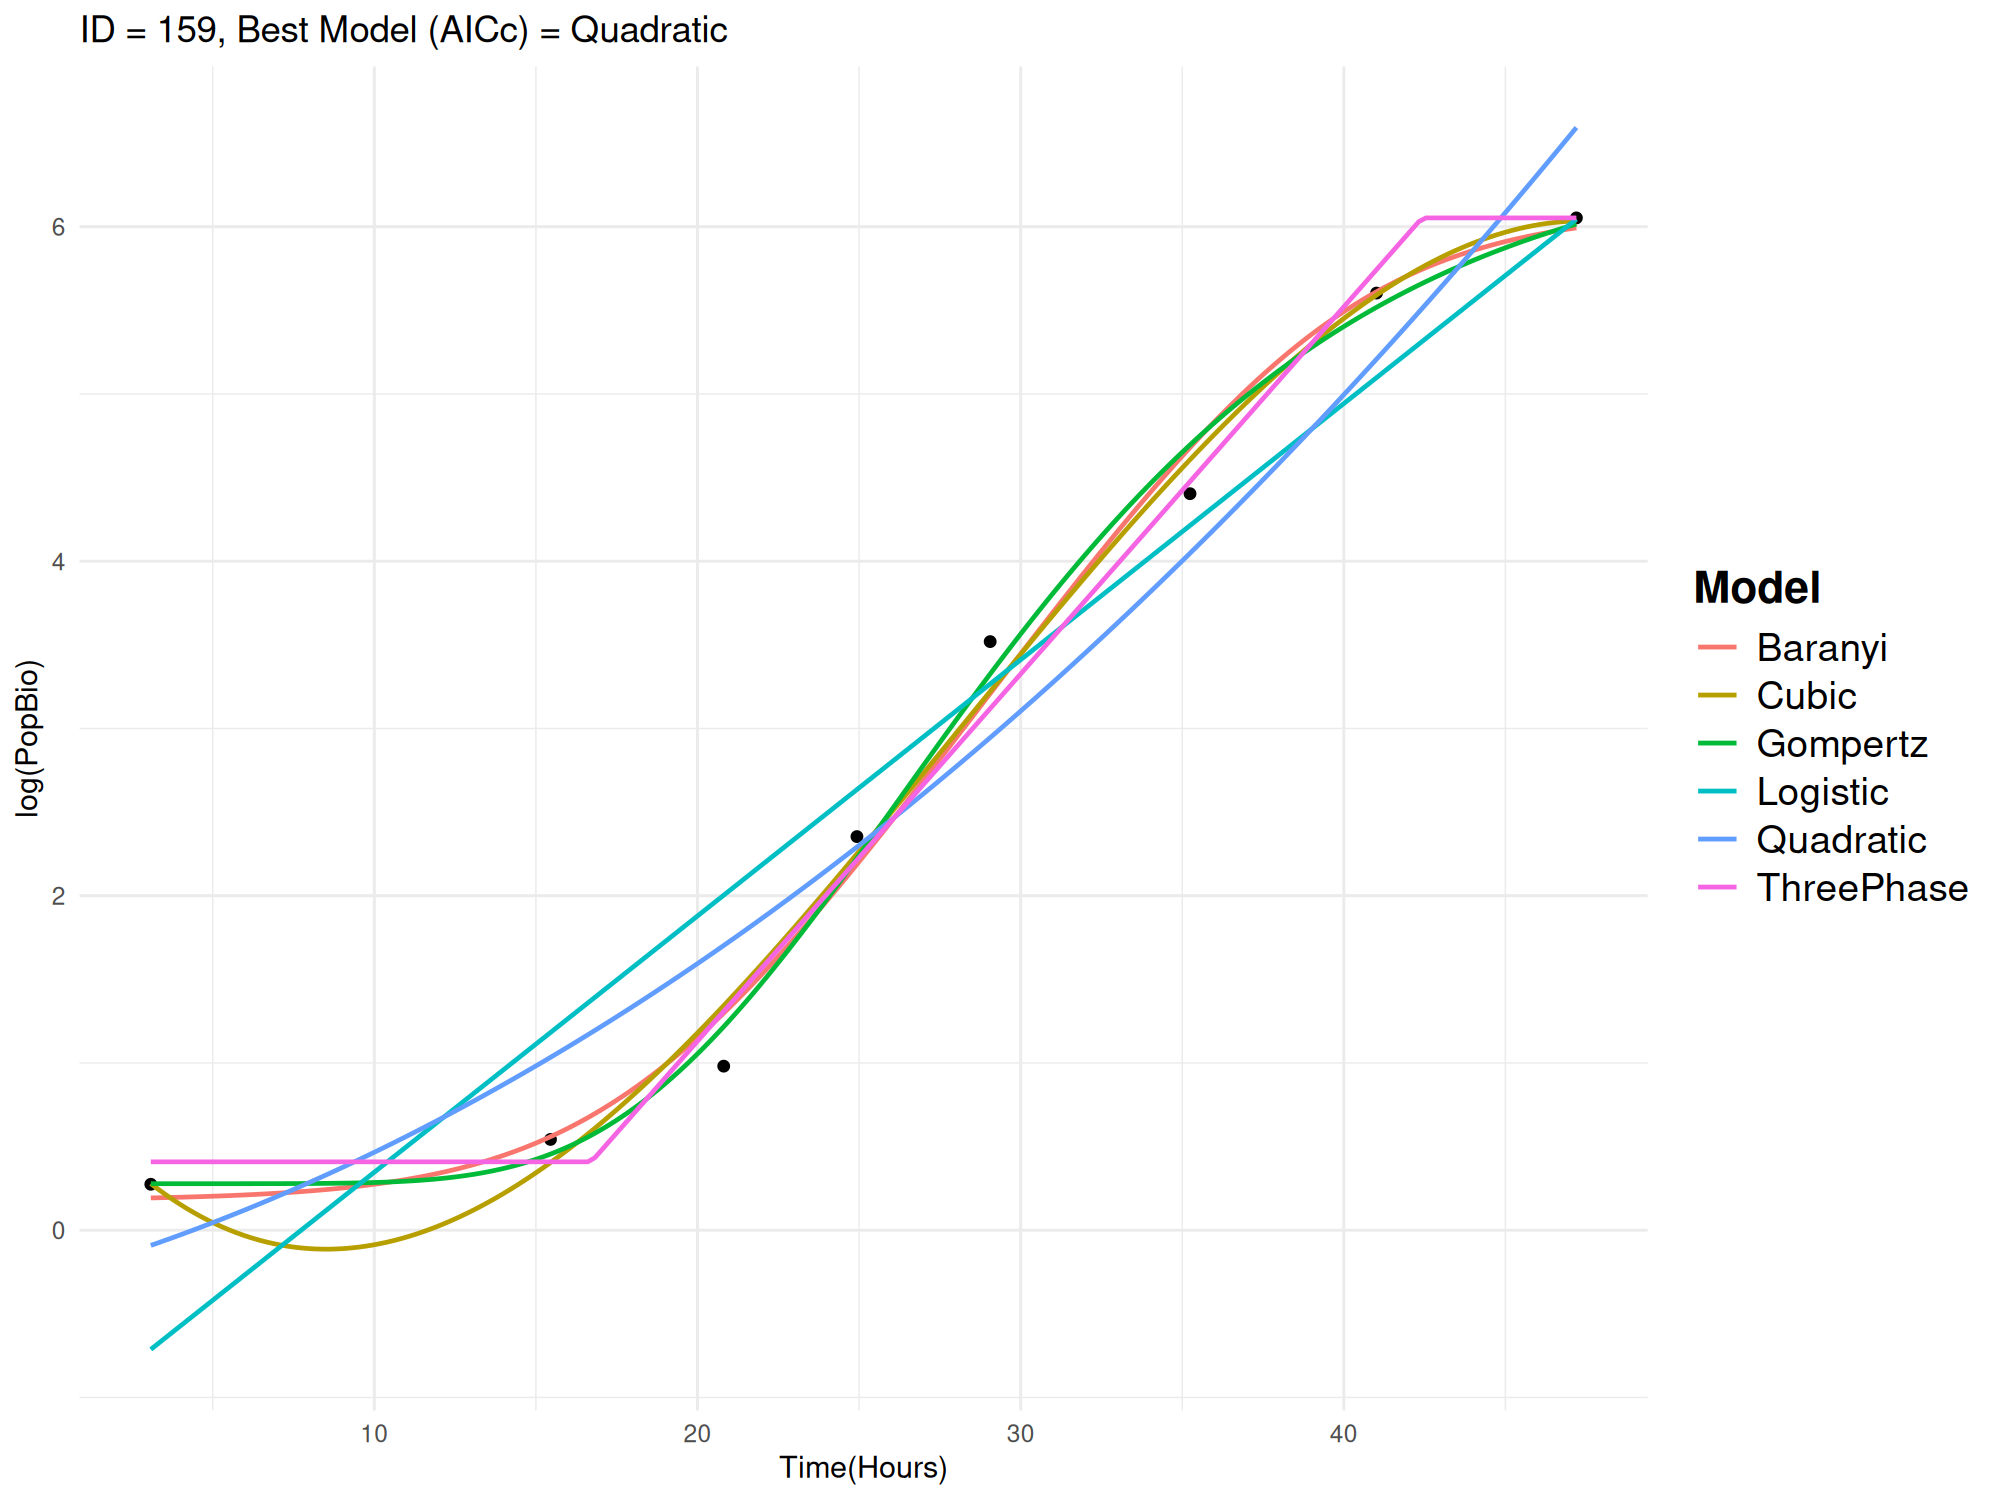 ID = 159, Best Model (AICc) = Quadratic
6
4
2
0
log(PopBio)
10
20
30
40
Time(Hours)
Model
Baranyi
Cubic
Gompertz
Logistic
Quadratic
ThreePhase